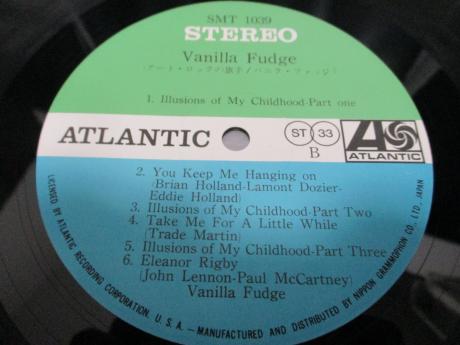 SMT 1039
STEREO
Vanilla Fudge
(アート・ロックの旗手/バニラ・ファッジ)
1. Illusions of My Childhood-Part one
ATLANTIC
ST 33
B
ATLANTIC
2. You Keep Me Hanging on
(Brian Holland-Lamont Dozier-
Eddie Holland)
3. Illusions of My Childhood-Part Two
4. Take Me For A Little While
(Trade Martin)
5. Illusions of My Childhood-Part Three
6. Eleanor Rigby
(John Lennon-Paul McCartney)
Vanilla Fudge
LICENSED BY ATLANTIC RECORDING CORPORATION. U. S. A. -MANUFACTURED AND DISTRIBUTED BY NIPPON GRAMMOPHON CO., LTD., JAPAN